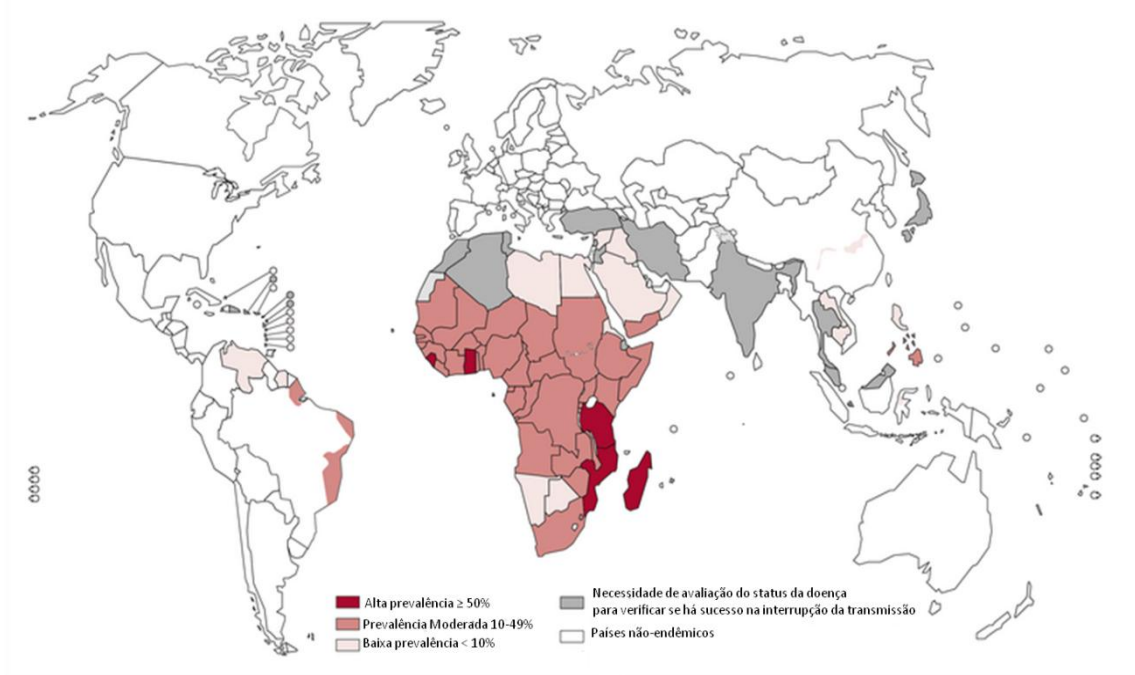 Alta prevalência ≥ 50%
Prevalência Moderada 10-49%
Baixa prevalência < 10%
Necessidade de avaliação do status da doença
para verificar se há sucesso na interrupção da transmissão
Países não-endêmicos